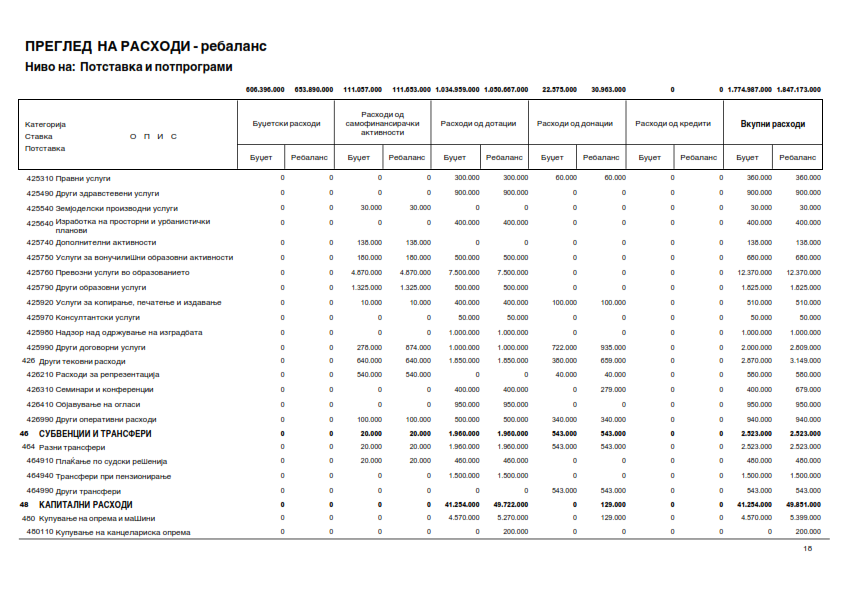 ПРЕГЛЕД НА РАСХОДИ - ребаланс
Ниво на: Потставка и потпрограми
606.396.000 653.890.000 111.057.000 111.653.000 1.034.959.000 1.050.667.000 22.575.000 30.963.000 0 0 1.774.987.000 1.847.173.000
Категорија
Ставка О П И С
Потставка
Буџетски расходи Расходи од самофинансирачки активности Расходи од дотации Расходи од донации Расходи од кредити Вкупни расходи
Буџет Ребаланс Буџет Ребаланс Буџет Ребаланс Буџет Ребаланс Буџет Ребаланс Буџет Ребаланс
425310 Правни услуги 0 0 0 0 300.000 300.000 60.000 60.000 0 0 360.000 360.000
425490 Други здравствени услуги 0 0 0 0 900.000 900.000 0 0 0 0 900.000 900.000
425540 Земјоделски производни услуги 0 0 30.000 30.000 0 0 0 0 0 0 30.000 30.000
425640 Изработка на просторни и урбанистички
планови 0 0 0 0 400.000 400.000 0 0 0 0 400.000 400.000
425740 Дополнителни активности 0 0 138.000 138.000 0 0 0 0 0 0 138.000 138.000
425750 Услуги за вонучилиШни образовни активности 0 0 180.000 180.000 500.000 500.000 0 0 0 0 680.000 680.000
425760 Превозни услуги во образованието 0 0 4.870.000 4.870.000 7.500.000 7.500.000 0 0 0 0 12.370.000 12.370.000
425790 Други образовни услуги 0 0 1.325.000 1.325.000 500.000 500.000 0 0 0 0 1.825.000 1.825.000
425920 Услуги за копирање, печатење и издавање 0 0 10.000 10.000 400.000 400.000 100.000 100.000 0 0 510.000 510.000
425970 Консултантски услуги 0 0 0 0 50.000 50.000 0 0 0 0 50.000 50.000
425980 Надзор над одржување на изградбата 0 0 0 0 1.000.000 1.000.000 0 0 0 0 1.000.000 1.000.000
425990 Други договорни услуги 0 0 278.000 874.000 1.000.000 1.000.000 722.000 935.000 0 0 2.000.000 2.809.000
426 Други тековни расходи 0 0 640.000 640.000 1.850.000 1.850.000 380.000 659.000 0 0 2.870.000 3.149.000
426210 Расходи за репрезентација 0 0 540.000 540.000 0 0 40.000 40.000 0 0 580.000 580.000
426310 Семинари и конференции 0 0 0 0 400.000 400.000 0 279.000 0 0 400.000 679.000
426410 Објавување на огласи 0 0 0 0 950.000 950.000 0 0 0 0 950.000 950.000
426990 Други оперативни расходи 0 0 100.000 100.000 500.000 500.000 340.000 340.000 0 0 940.000 940.000
46 СУБВЕНЦИИ И ТРАНСФЕРИ 0 0 20.000 20.000 1.960.000 1.960.000 543.000 543.000 0 0 2.523.000 2.523.000
464 Разни трансфери 0 0 20.000 20.000 1.960.000 1.960.000 543.000 543.000 0 0 2.523.000 2.523.000
464910 Плаќање по судски реШенија 0 0 20.000 20.000 460.000 460.000 0 0 0 0 480.000 480.000
464940 Трансфери при пензионирање 0 0 0 0 1.500.000 1.500.000 0 0 0 0 1.500.000 1.500.000
464990 Други трансфери 0 0 0 0 0 0 543.000 543.000 0 0 543.000 543.000
48 КАПИТАЛНИ РАСХОДИ 0 0 0 0 41.254.000 49.722.000 0 129.000 0 0 41.254.000 49.851.000
480 Купување на опрема и маШини 0 0 0 0 4.570.000 5.270.000 0 129.000 0 0 4.570.000 5.399.000
480110 Купување на канцелариска опрема 0 0 0 0 0 200.000 0 0 0 0 0 200.000
18